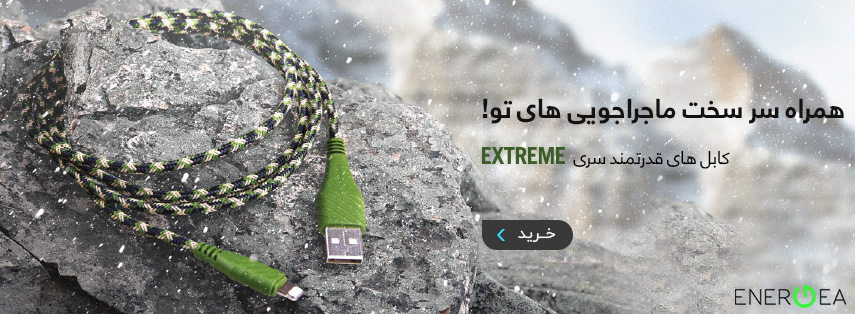 همراه سر سخت ماجراجویی های تو!
کابل های قدرتمند سری EXTREME
خرید
ENERGEA